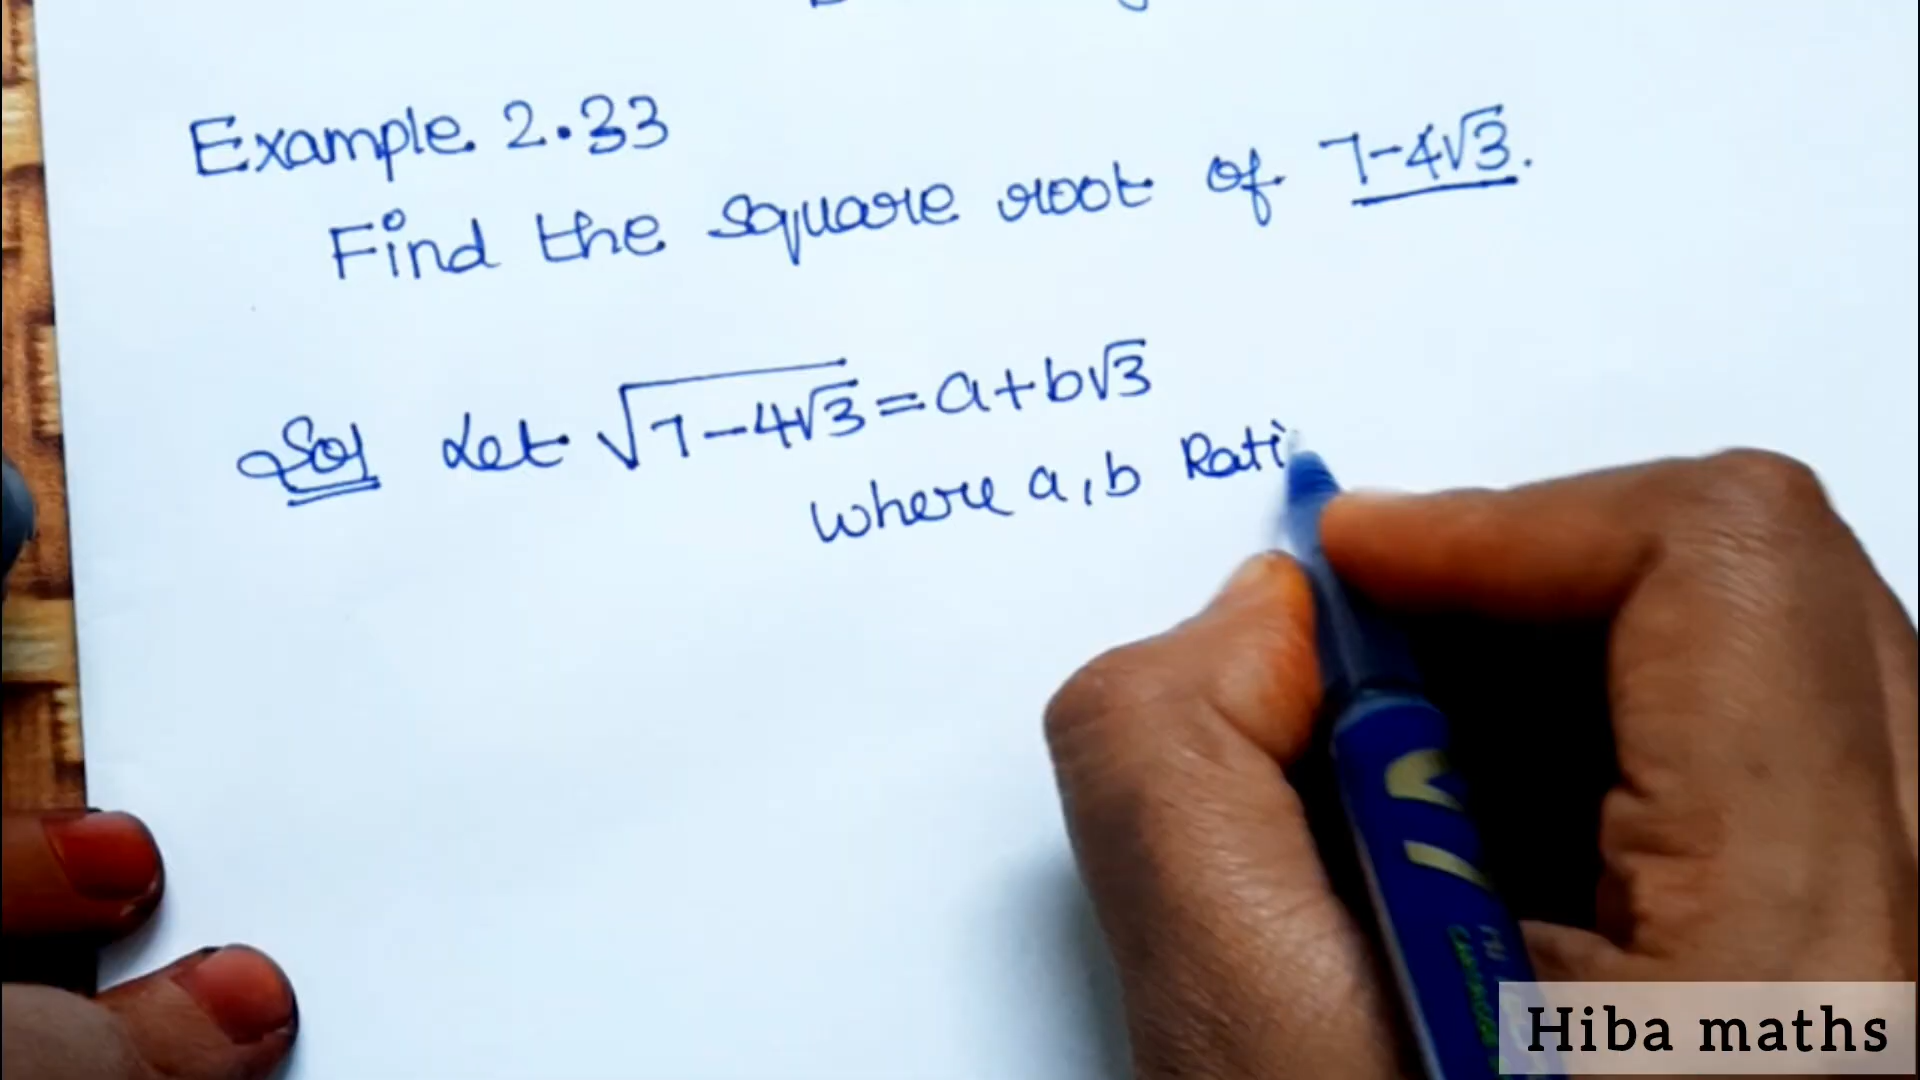 Example 2.33
Find the square root of 7-4√3.
Sol Let √(7-4√3) = a+b√3
where a, b Rati
Hiba maths